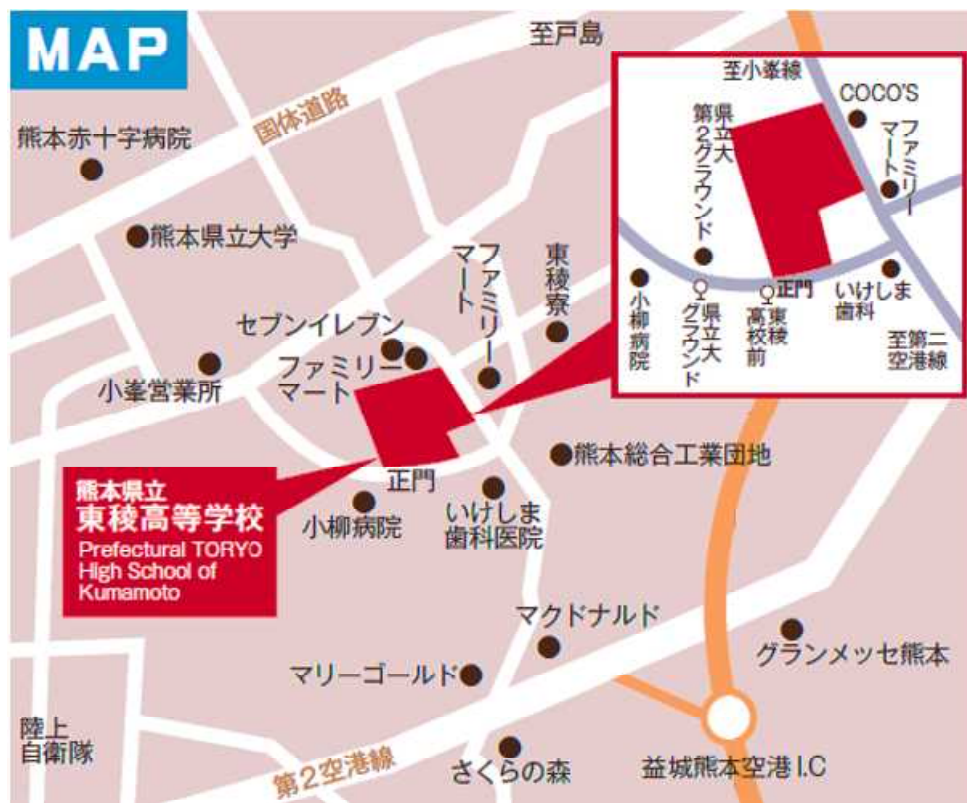 MAP
至戸島
国体道路
熊本赤十字病院
熊本県立大学
ファミリー
マート
東稜寮
セブンイレブン
ファミリー
マート
小峯営業所
熊本総合工業団地
正門
小柳病院
いけしま
歯科医院
熊本県立
東稜高等学校
Prefectural TORYO
High School of
Kumamoto
マクドナルド
マリーゴールド
グランメッセ熊本
陸上
自衛隊
第2空港線
さくらの森
益城熊本空港I.C
至小峯線
COCO'S
ファミリー
マート
県立大
第2グラウンド
小柳病院
県立大
グラウンド
正門
東稜
高校前
いけしま
歯科
至第二
空港線